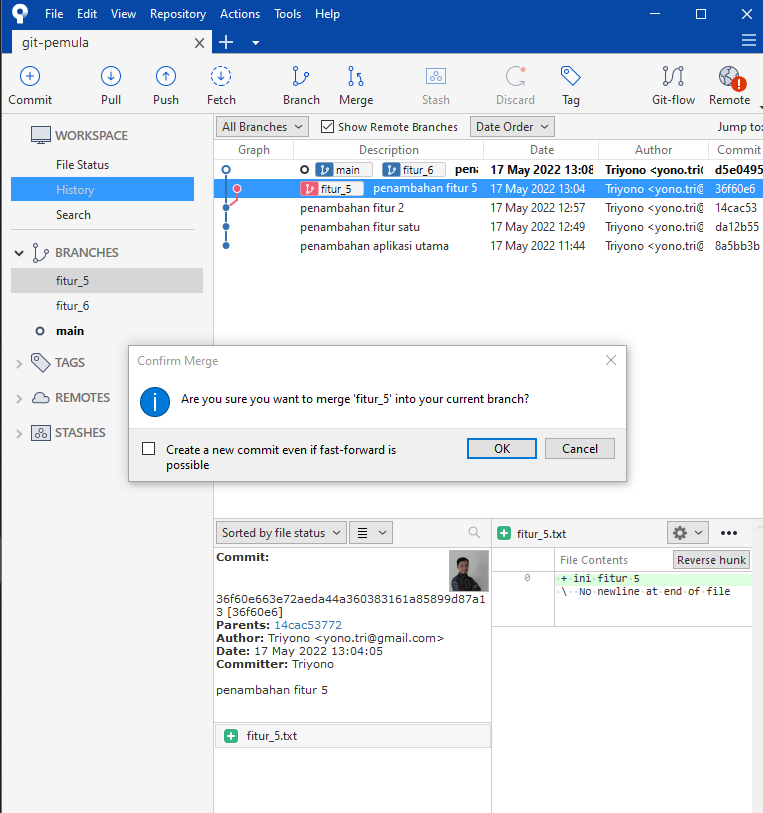 File Edit View Repository Actions Tools Help
git-pemula
Commit Pull Push Fetch Branch Merge Stash Discard Tag Git-flow Remote
All Branches Show Remote Branches Date Order Jump to:
Graph Description Date Author Commit
main fitur_6 17 May 2022 13:08 Triyono <yono.tri@ d5e0495
fitur_5 penambahan fitur 5 17 May 2022 13:04 Triyono <yono.tri@ 36f60e6
penambahan fitur 2 17 May 2022 12:57 Triyono <yono.tri@ 14cac53
penambahan fitur satu 17 May 2022 12:49 Triyono <yono.tri@ da12b55
penambahan aplikasi utama 17 May 2022 11:44 Triyono <yono.tri@ 8a5bb3b
WORKSPACE
File Status
History
Search
BRANCHES
fitur_5
fitur_6
main
TAGS
REMOTES
STASHES
Confirm Merge
Are you sure you want to merge 'fitur_5' into your current branch?
Create a new commit even if fast-forward is
possible
OK Cancel
Sorted by file status
Commit:
36f60e663e72aeda44a360383161a85899d87a1
3 [36f60e6]
Parents: 14cac53772
Author: Triyono <yono.tri@gmail.com>
Date: 17 May 2022 13:04:05
Committer: Triyono
penambahan fitur 5
fitur_5.txt
fitur_5.txt
File Contents Reverse hunk
0 + ini fitur 5
\ No newline at end of file